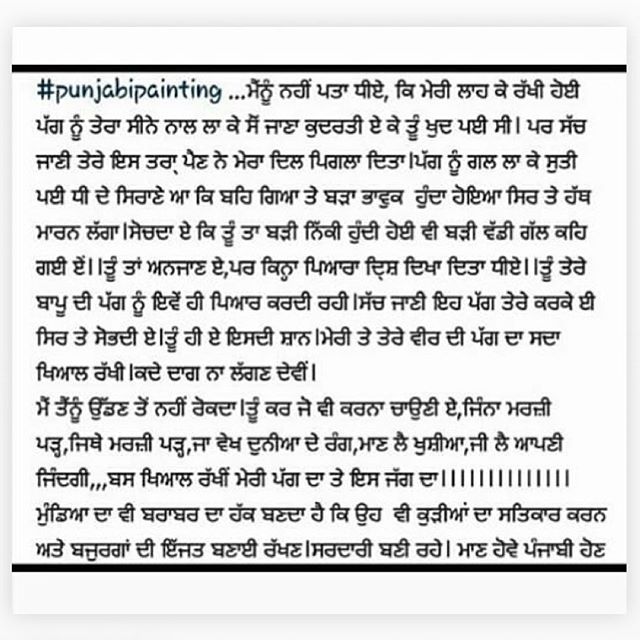 #punjabipainting ...ਮੈਂਨੂੰ ਨਹੀਂ ਪਤਾ ਧੀਏ, ਕਿ ਮੇਰੀ ਲਾਹ ਕੇ ਰੱਖੀ ਹੋਈ
ਪੱਗ ਨੂੰ ਤੇਰਾ ਸੀਨੇ ਨਾਲ ਲਾ ਕੇ ਸੌਂ ਜਾਣਾ ਕੁਦਰਤੀ ਏ ਕੇ ਤੂੰ ਖੁਦ ਪਈ ਸੀ। ਪਰ ਸੱਚ
ਜਾਣੀ ਤੇਰੇ ਇਸ ਤਰਾ੍ ਪੈਣ ਨੇ ਮੇਰਾ ਦਿਲ ਪਿਗਲਾ ਦਿਤਾ।ਪੱਗ ਨੂੰ ਗਲ ਲਾ ਕੇ ਸੁਤੀ
ਪਈ ਧੀ ਦੇ ਸਿਰਾਣੇ ਆ ਕਿ ਬਹਿ ਗਿਆ ਤੇ ਬੜਾ ਭਾਵੁਕ ਹੁੰਦਾ ਹੋਇਆ ਸਿਰ ਤੇ ਹੱਥ
ਮਾਰਨ ਲੱਗਾ।ਸੋਚਦਾ ਏ ਕਿ ਤੂੰ ਤਾ ਬੜੀ ਨਿੱਕੀ ਹੁੰਦੀ ਹੋਈ ਵੀ ਬੜੀ ਵੱਡੀ ਗੱਲ ਕਹਿ
ਗਈ ਏਂ।।ਤੂੰ ਤਾਂ ਅਨਜਾਣ ਏ,ਪਰ ਕਿਨ੍ਹਾ ਪਿਆਰਾ ਦ੍ਰਿਸ਼ ਦਿਖਾ ਦਿਤਾ ਧੀਏ।।ਤੂੰ ਤੇਰੇ
ਬਾਪੂ ਦੀ ਪੱਗ ਨੂੰ ਇਵੇਂ ਹੀ ਪਿਆਰ ਕਰਦੀ ਰਹੀ।ਸੱਚ ਜਾਣੀ ਇਹ ਪੱਗ ਤੇਰੇ ਕਰਕੇ ਈ
ਸਿਰ ਤੇ ਸੋਭਦੀ ਏ।ਤੂੰ ਹੀ ਏ ਇਸਦੀ ਸ਼ਾਨ।ਮੇਰੀ ਤੇ ਤੇਰੇ ਵੀਰ ਦੀ ਪੱਗ ਦਾ ਸਦਾ
ਖਿਆਲ ਰੱਖੀ।ਕਦੇ ਦਾਗ ਨਾ ਲੱਗਣ ਦੇਵੀਂ।
ਮੈਂ ਤੈਂਨੂੰ ਉੱਡਣ ਤੋਂ ਨਹੀਂ ਰੋਕਦਾ।ਤੂੰ ਕਰ ਜੋ ਵੀ ਕਰਨਾ ਚਾਉਣੀ ਏ,ਜਿੰਨਾ ਮਰਜ਼ੀ
ਪੜ੍ਹ,ਜਿਥੇ ਮਰਜ਼ੀ ਪੜ੍ਹ,ਜਾ ਵੇਖ ਦੁਨੀਆ ਦੇ ਰੰਗ,ਮਾਣ ਲੈ ਖੁਸ਼ੀਆ,ਜੀ ਲੈ ਆਪਣੀ
ਜਿੰਦਗੀ,,,ਬਸ ਖਿਆਲ ਰੱਖੀਂ ਮੇਰੀ ਪੱਗ ਦਾ ਤੇ ਇਸ ਜੱਗ ਦਾ।।।।।।।।।।।।।।
ਮੁੰਡਿਆ ਦਾ ਵੀ ਬਰਾਬਰ ਦਾ ਹੱਕ ਬਣਦਾ ਹੈ ਕਿ ਉਹ ਵੀ ਕੁੜੀਆਂ ਦਾ ਸਤਿਕਾਰ ਕਰਨ
ਅਤੇ ਬਜੁਰਗਾਂ ਦੀ ਇੱਜਤ ਬਣਾਈ ਰੱਖਣ।ਸਰਦਾਰੀ ਬਣੀ ਰਹੇ। ਮਾਣ ਹੋਵੇ ਪੰਜਾਬੀ ਹੋਣ